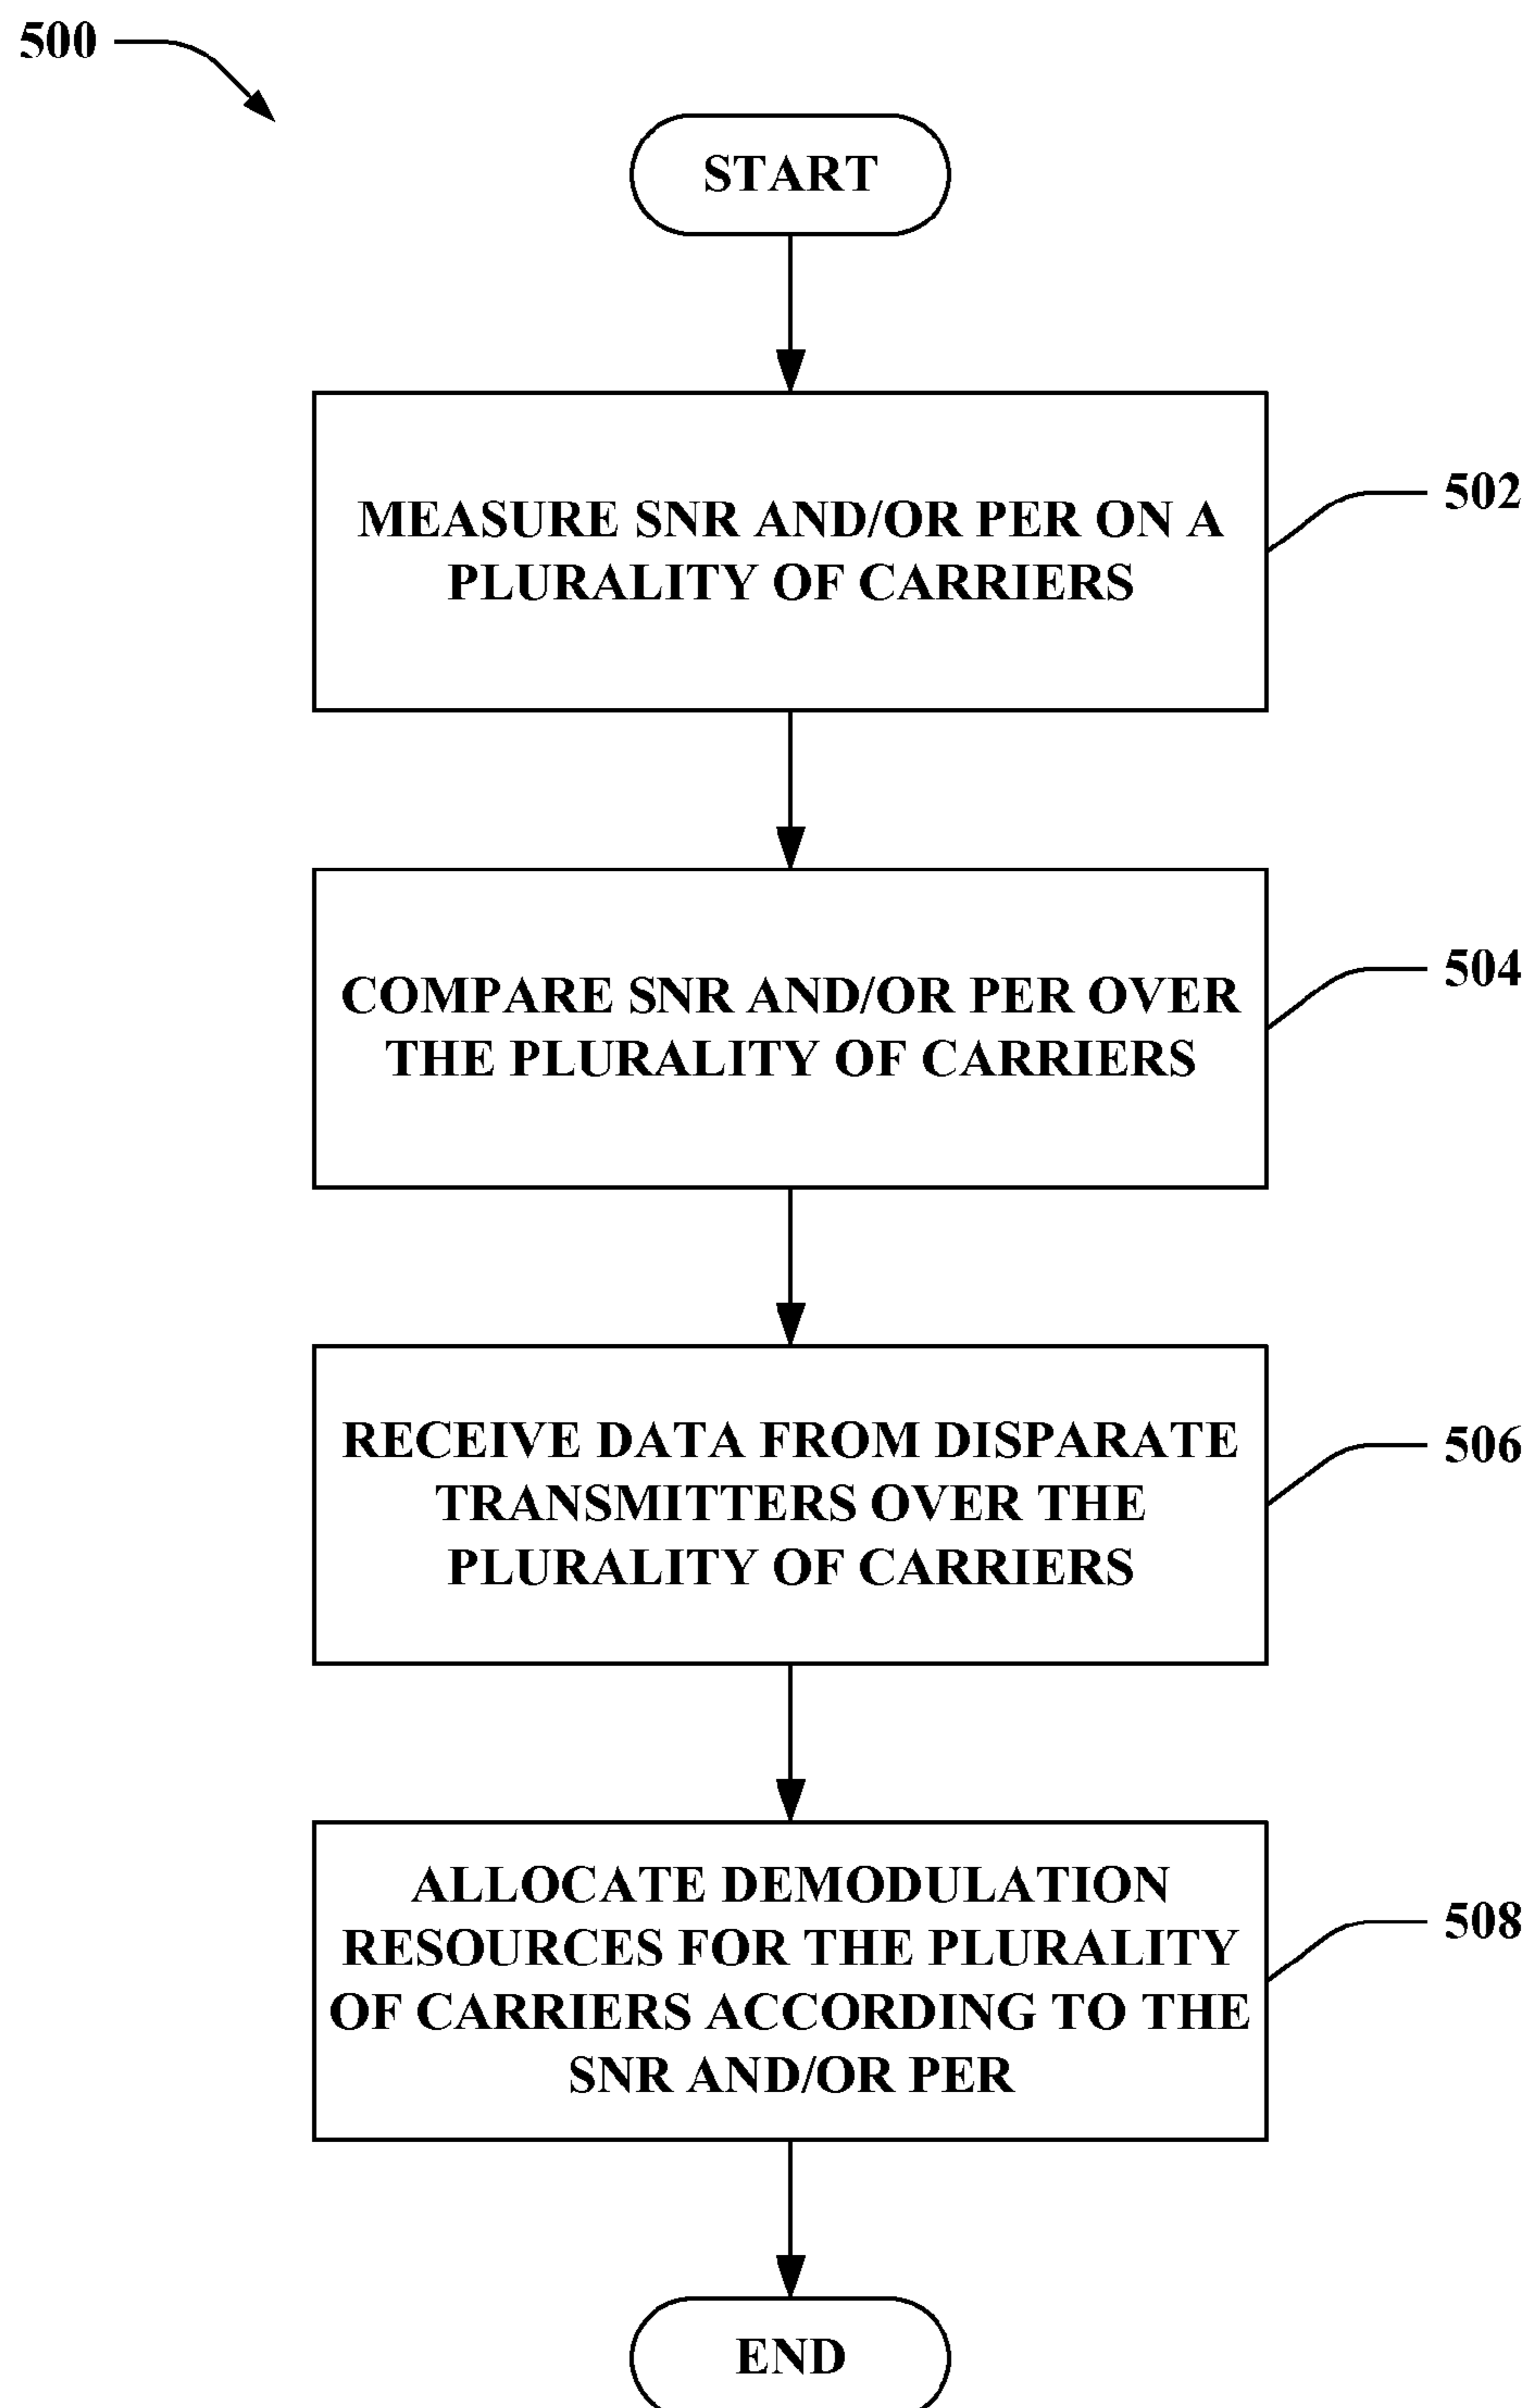 500
START
MEASURE SNR AND/OR PER ON A
PLURALITY OF CARRIERS
502
COMPARE SNR AND/OR PER OVER
THE PLURALITY OF CARRIERS
504
RECEIVE DATA FROM DISPARATE
TRANSMITTERS OVER THE
PLURALITY OF CARRIERS
506
ALLOCATE DEMODULATION
RESOURCES FOR THE PLURALITY
OF CARRIERS ACCORDING TO THE
SNR AND/OR PER
508
END